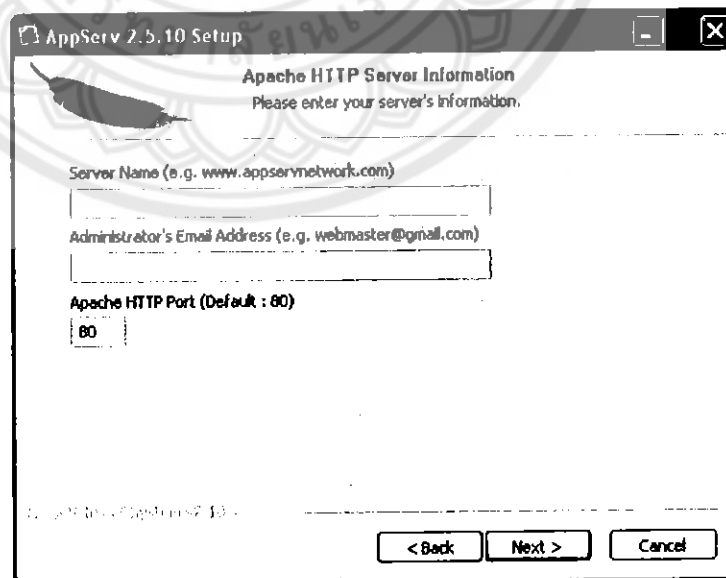 AppServ 2.5.10 Setup
Apache HTTP Server Information
Please enter your server's information.
Server Name (e.g. www.appservnetwork.com)
Administrator's Email Address (e.g. webmaster@gmail.com)
Apache HTTP Port (Default : 80)
80
< Back Next > Cancel